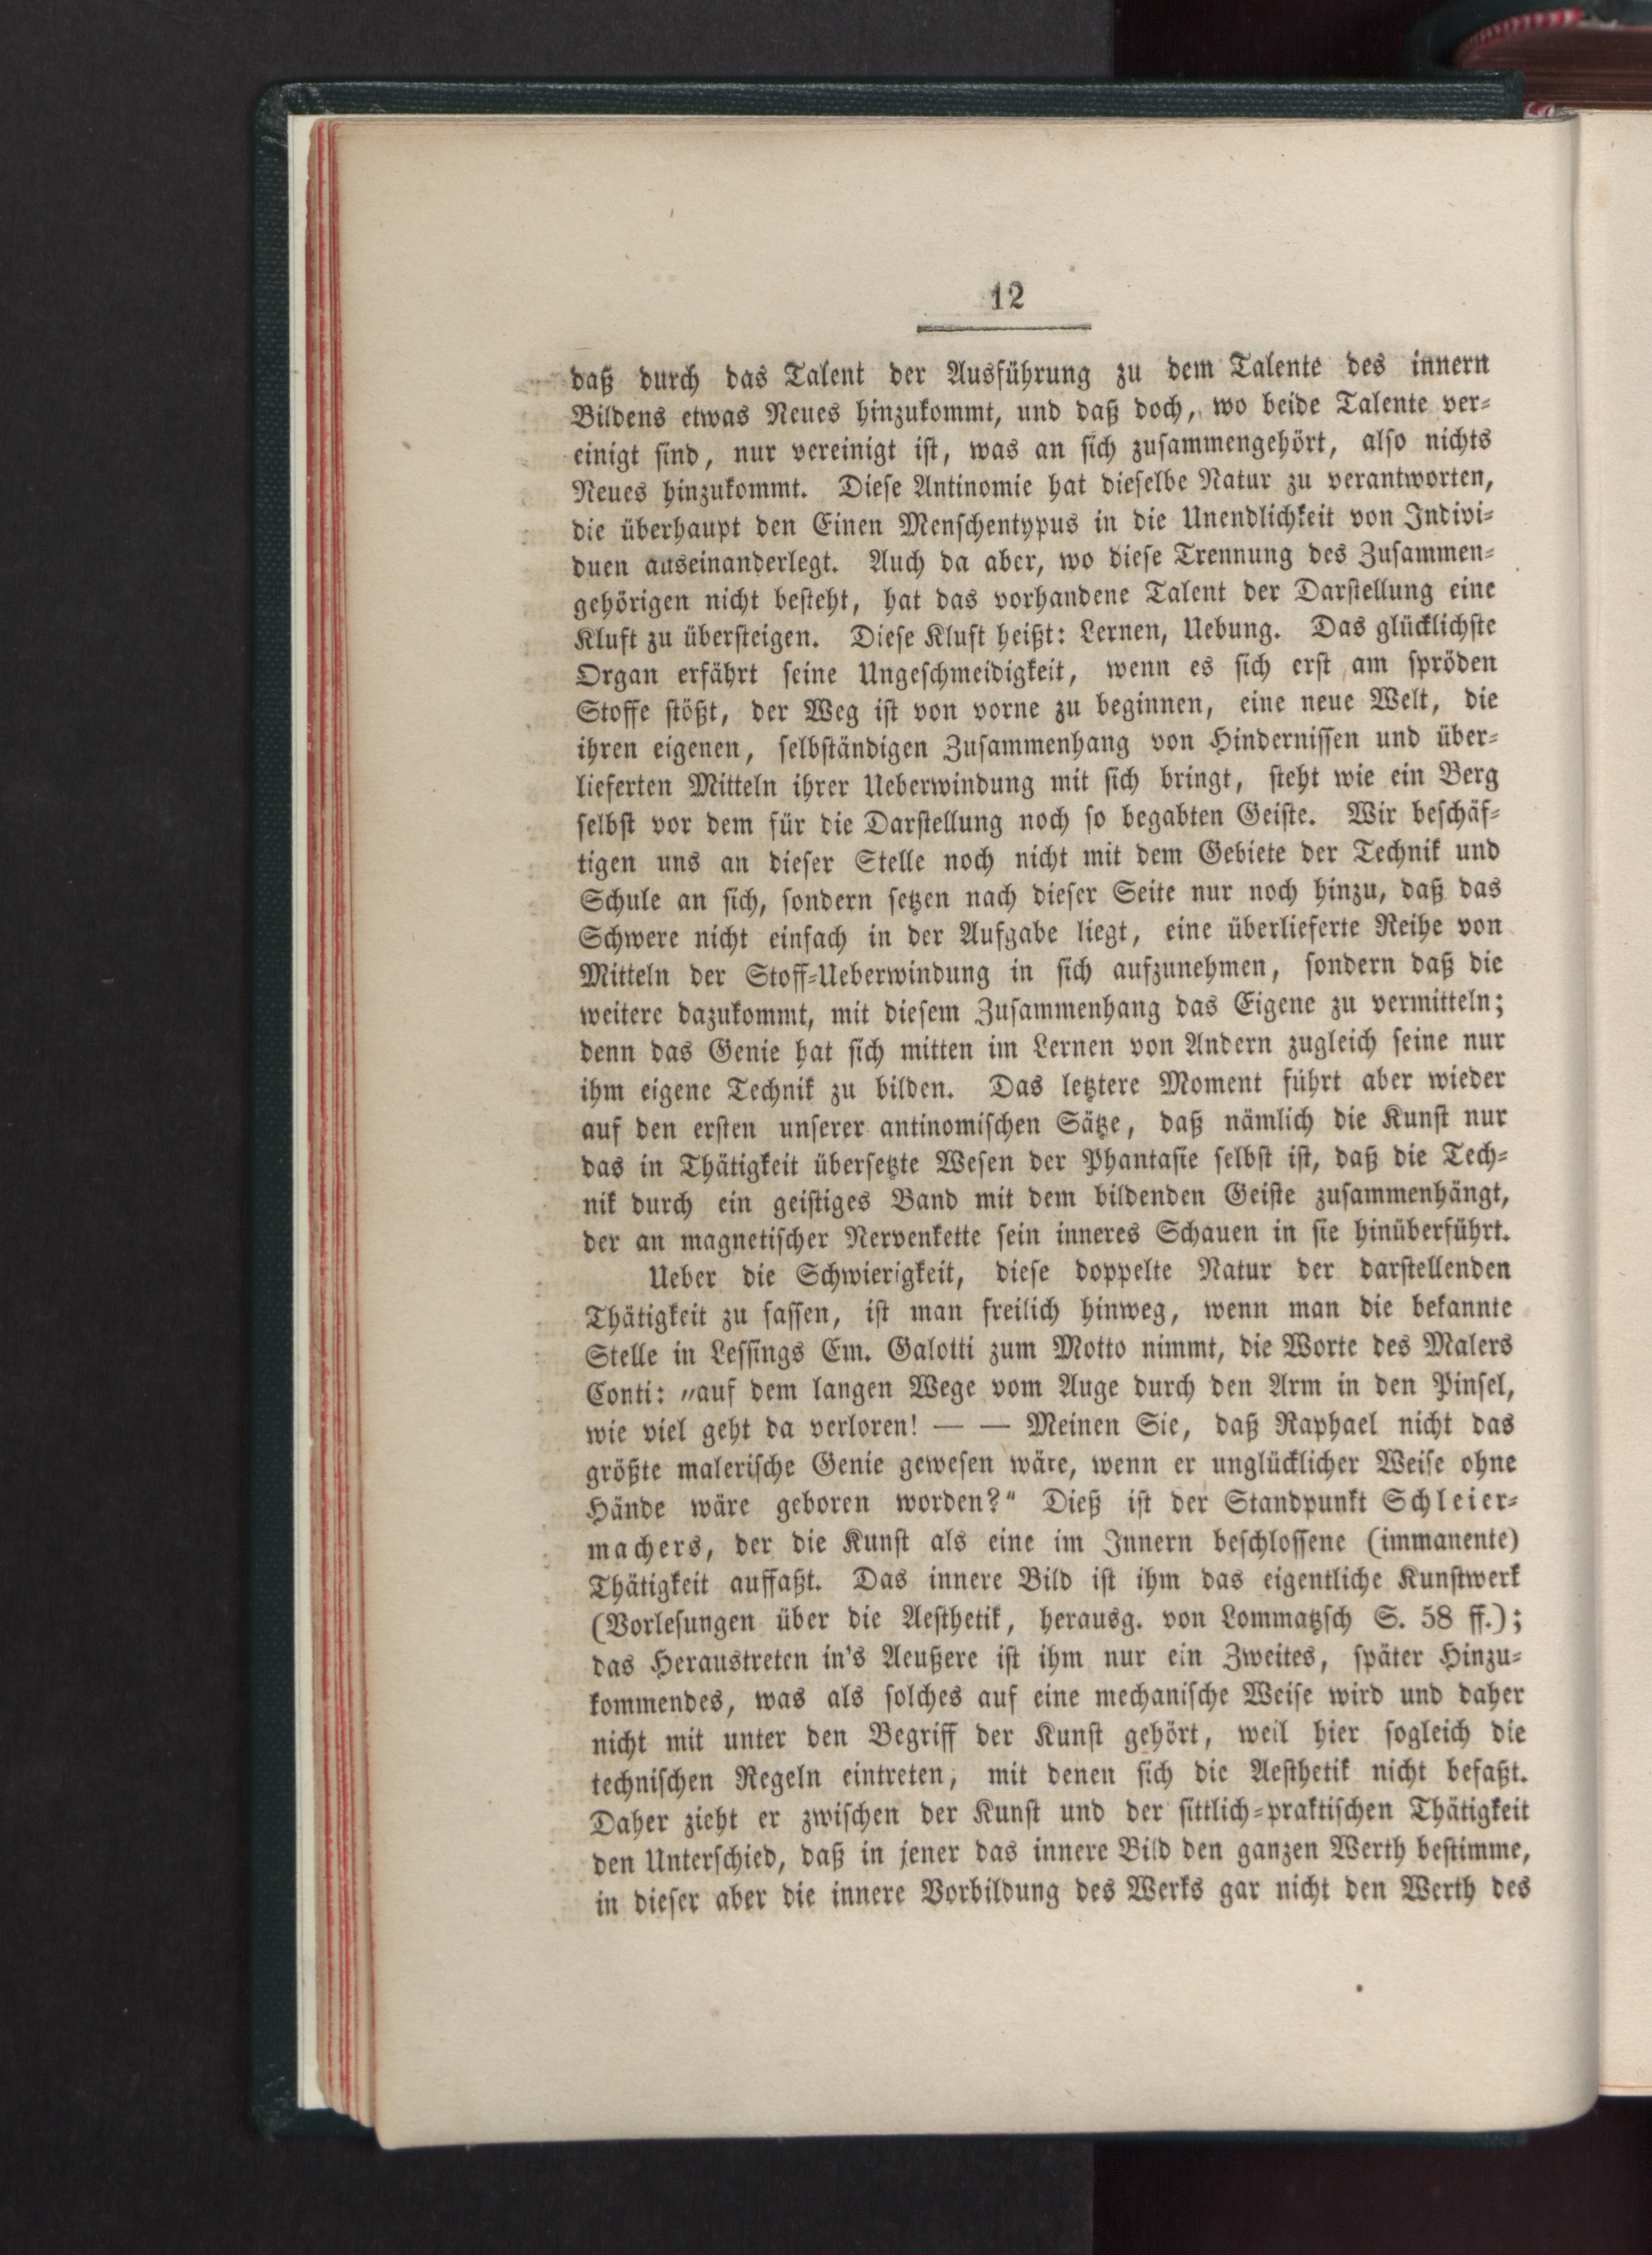 12
daß durch das Talent der Ausführung zu dem Talente des innern
Bildens etwas Neues hinzukommt, und daß doch, wo beide Talente ver-
einigt sind, nur vereinigt ist, was an sich zusammengehört, also nichts
Neues hinzukommt. Diese Antinomie hat dieselbe Natur zu verantworten,
die überhaupt den Einen Menschentypus in die Unendlichkeit von Indivi-
duen auseinanderlegt. Auch da aber, wo diese Trennung des Zusammen-
gehörigen nicht besteht, hat das vorhandene Talent der Darstellung eine
Kluft zu übersteigen. Diese Kluft heißt: Lernen, Uebung. Das glücklichste
Organ erfährt seine Ungeschmeidigkeit, wenn es sich erst am spröden
Stoffe stößt, der Weg ist von vorne zu beginnen, eine neue Welt, die
ihren eigenen, selbständigen Zusammenhang von Hindernissen und über-
lieferten Mitteln ihrer Ueberwindung mit sich bringt, steht wie ein Berg
selbst vor dem für die Darstellung noch so begabten Geiste. Wir beschäf-
tigen uns an dieser Stelle noch nicht mit dem Gebiete der Technik und
Schule an sich, sondern setzen nach dieser Seite nur noch hinzu, daß das
Schwere nicht einfach in der Aufgabe liegt, eine überlieferte Reihe von
Mitteln der Stoff-Ueberwindung in sich aufzunehmen, sondern daß die
weitere dazukommt, mit diesem Zusammenhang das Eigene zu vermitteln;
denn das Genie hat sich mitten im Lernen von Andern zugleich seine nur
ihm eigene Technik zu bilden. Das letztere Moment führt aber wieder
auf den ersten unserer antinomischen Sätze, daß nämlich die Kunst nur
das in Thätigkeit übersetzte Wesen der Phantasie selbst ist, daß die Tech-
nik durch ein geistiges Band mit dem bildenden Geiste zusammenhängt,
der an magnetischer Nervenkette sein inneres Schauen in sie hinüberführt.
Ueber die Schwierigkeit, diese doppelte Natur der darstellenden
Thätigkeit zu fassen, ist man freilich hinweg, wenn man die bekannte
Stelle in Lessings Em. Galotti zum Motto nimmt, die Worte des Malers
Conti: „auf dem langen Wege vom Auge durch den Arm in den Pinsel,
wie viel geht da verloren! — — Meinen Sie, daß Raphael nicht das
größte malerische Genie gewesen wäre, wenn er unglücklicher Weise ohne
Hände wäre geboren worden?“ Dieß ist der Standpunkt Schleier-
machers, der die Kunst als eine im Innern beschlossene (immanente)
Thätigkeit auffaßt. Das innere Bild ist ihm das eigentliche Kunstwerk
(Vorlesungen über die Aesthetik, herausg. von Lommatzsch S. 58 ff.);
das Heraustreten in's Aeußere ist ihm nur ein Zweites, später Hinzu-
kommendes, was als solches auf eine mechanische Weise wird und daher
nicht mit unter den Begriff der Kunst gehört, weil hier sogleich die
technischen Regeln eintreten, mit denen sich die Aesthetik nicht befaßt.
Daher zieht er zwischen der Kunst und der sittlich-praktischen Thätigkeit
den Unterschied, daß in jener das innere Bild den ganzen Werth bestimme,
in dieser aber die innere Vorbildung des Werks gar nicht den Werth des